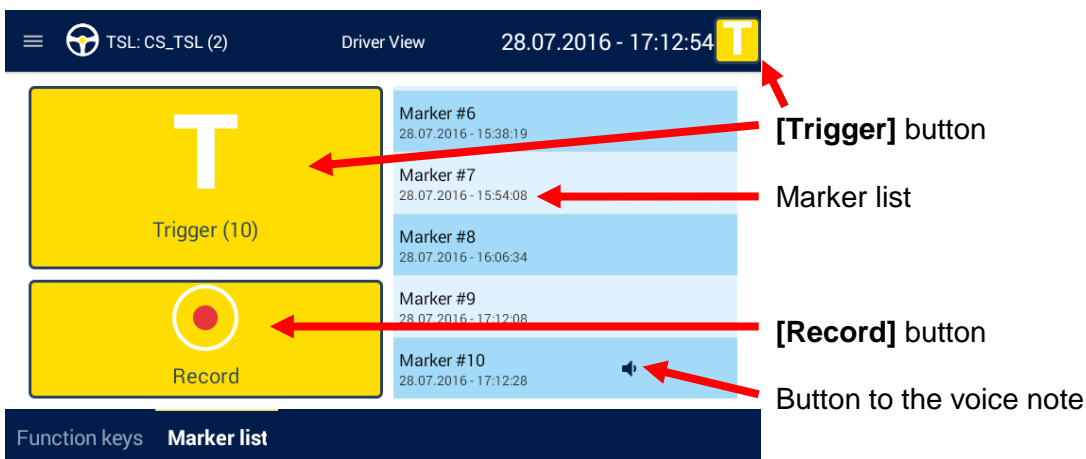 TSL: CS_TSL (2) Driver View 28.07.2016 - 17:12:54 T
T
Trigger (10)
Record
Marker #6
28.07.2016 - 15:38:19
Marker #7
28.07.2016 - 15:54:08
Marker #8
28.07.2016 - 16:06:34
Marker #9
28.07.2016 - 17:12:08
Marker #10
28.07.2016 - 17:12:28
Function keys Marker list
[Trigger] button
Marker list
[Record] button
Button to the voice note